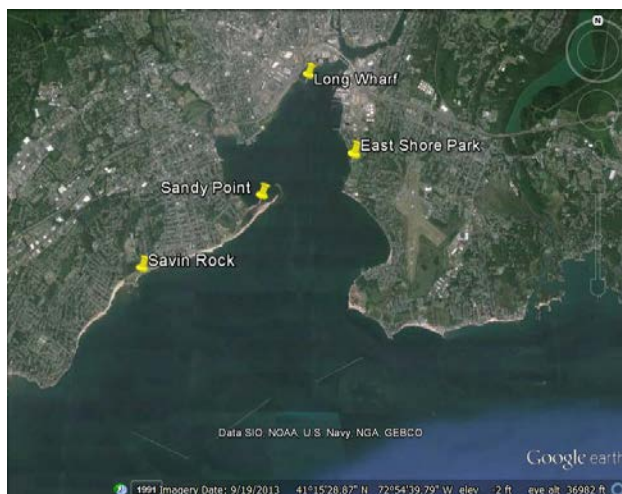 N
Long Wharf
East Shore Park
Sandy Point
Savin Rock
Data SIO, NOAA, U.S. Navy, NGA, GEBCO
Google earth
1991 Imagery Date: 9/19/2013 41°15'28.87" N 72°54'39.79" W elev -2 ft eye alt 36982 ft